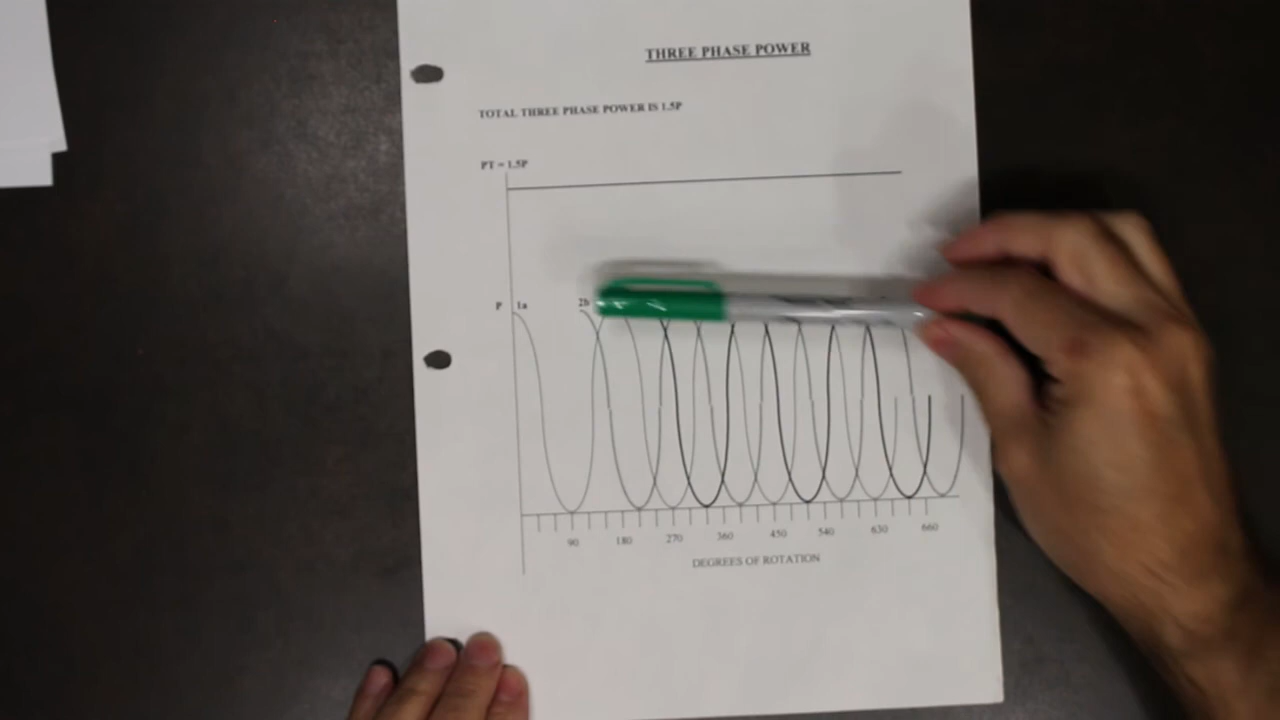 THREE PHASE POWER
TOTAL THREE PHASE POWER IS 1.5P
PT = 1.5P
P 1a 2b
90 180 270 360 450 540 630 660
DEGREES OF ROTATION